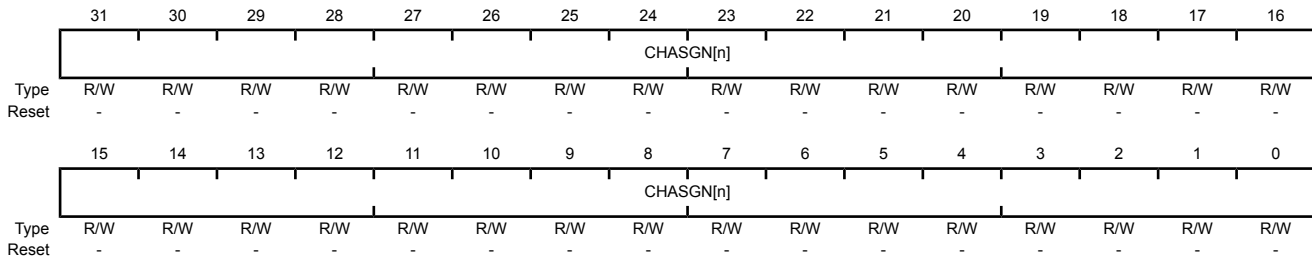 31 30 29 28 27 26 25 24 23 22 21 20 19 18 17 16
CHASGN[n]
Type R/W R/W R/W R/W R/W R/W R/W R/W R/W R/W R/W R/W R/W R/W R/W R/W
Reset - - - - - - - - - - - - - - - -
15 14 13 12 11 10 9 8 7 6 5 4 3 2 1 0
CHASGN[n]
Type R/W R/W R/W R/W R/W R/W R/W R/W R/W R/W R/W R/W R/W R/W R/W R/W
Reset - - - - - - - - - - - - - - - -